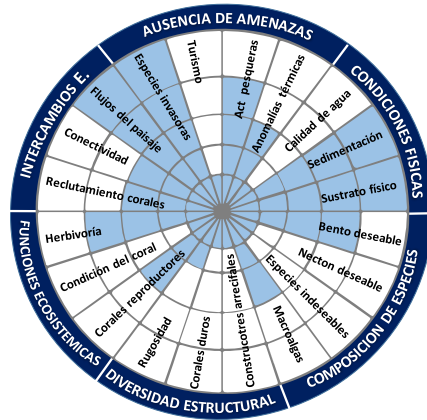 AUSENCIA DE AMENAZAS
CONDICIONES FISICAS
COMPOSICION DE ESPECIES
DIVERSIDAD ESTRUCTURAL
FUNCIONES ECOSISTEMICAS
INTERCAMBIOS E.
Turismo
Act pesqueras
Anomalías térmicas
Calidad de agua
Sedimentación
Sustrato físico
Bento deseable
Necton deseable
Especies indeseables
Macroalgas
Construcotres arrecifales
Corales duros
Rugosidad
Corales reproductores
Condición del coral
Herbivoría
Reclutamiento corales
Conectividad
Flujos del paisaje
Especies invasoras